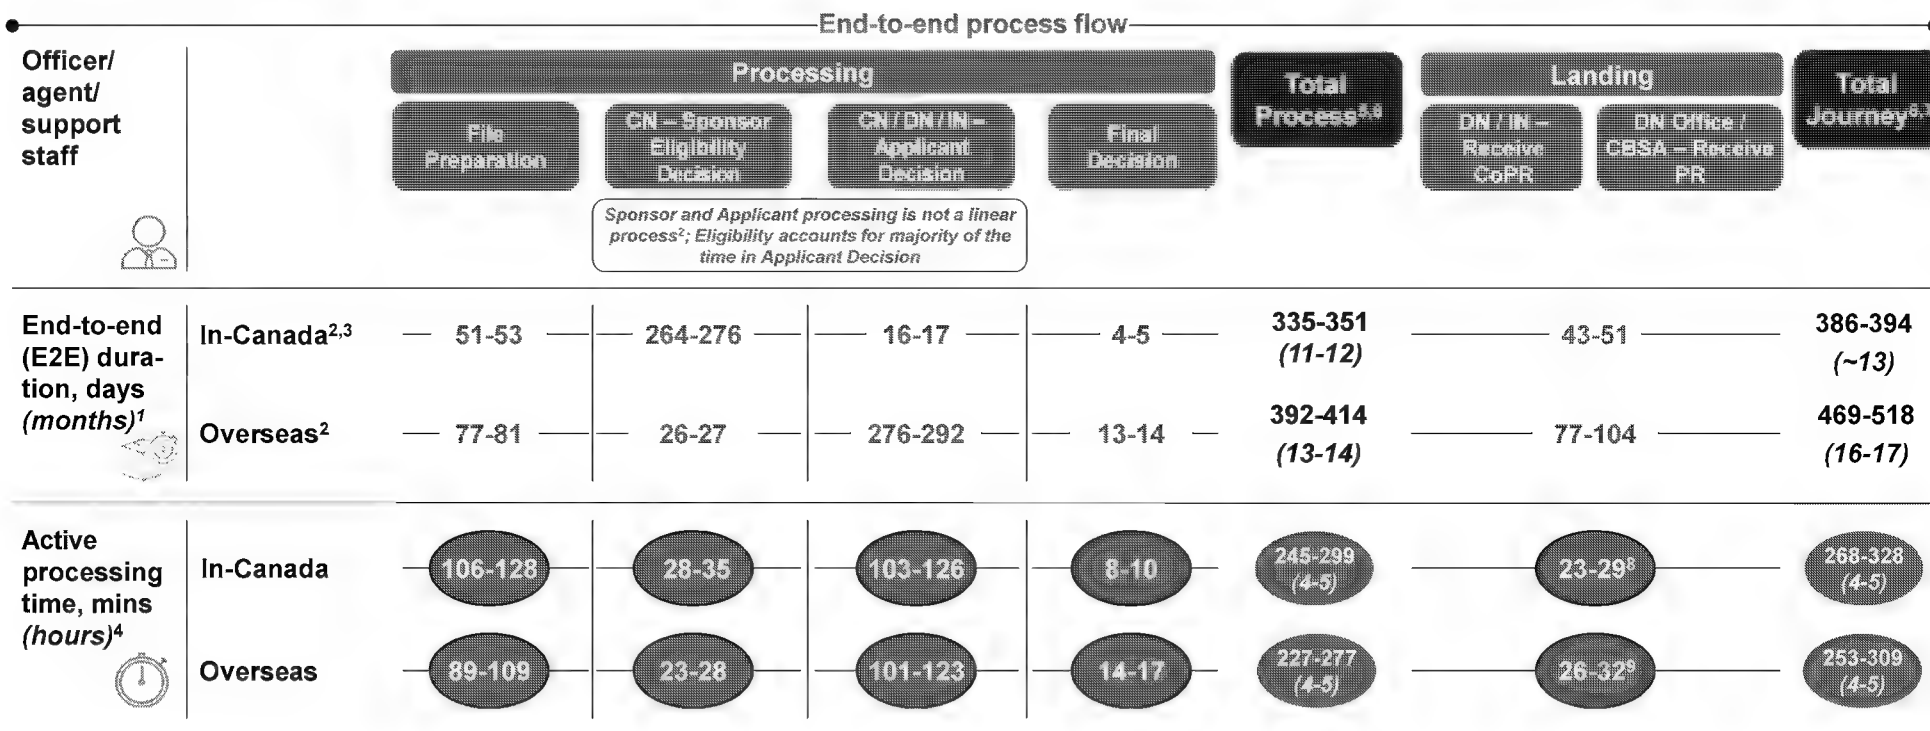 End-to-end process flow
Officer/
agent/
support
staff
Processing
File
Preparation
CN – Sponsor
Eligibility
Decision
CN / DN / IN –
Applicant
Decision
Final
Decision
Total
Process⁵,⁶
Landing
DN / IN –
Receive
CoPR
DN Office /
CBSA – Receive
PR
Total
Journey
Sponsor and Applicant processing is not a linear
process²; Eligibility accounts for majority of the
time in Applicant Decision
End-to-end
(E2E) dura-
tion, days
(months)¹
In-Canada²,³
51-53
264-276
16-17
4-5
335-351
(11-12)
43-51
386-394
(~13)
Overseas²
77-81
26-27
276-292
13-14
392-414
(13-14)
77-104
469-518
(16-17)
Active
processing
time, mins
(hours)⁴
In-Canada
106-128
28-35
103-126
8-10
245-299
(4-5)
23-29⁸
268-328
(4-5)
Overseas
89-109
23-28
101-123
14-17
227-277
(4-5)
26-32⁹
253-309
(4-5)